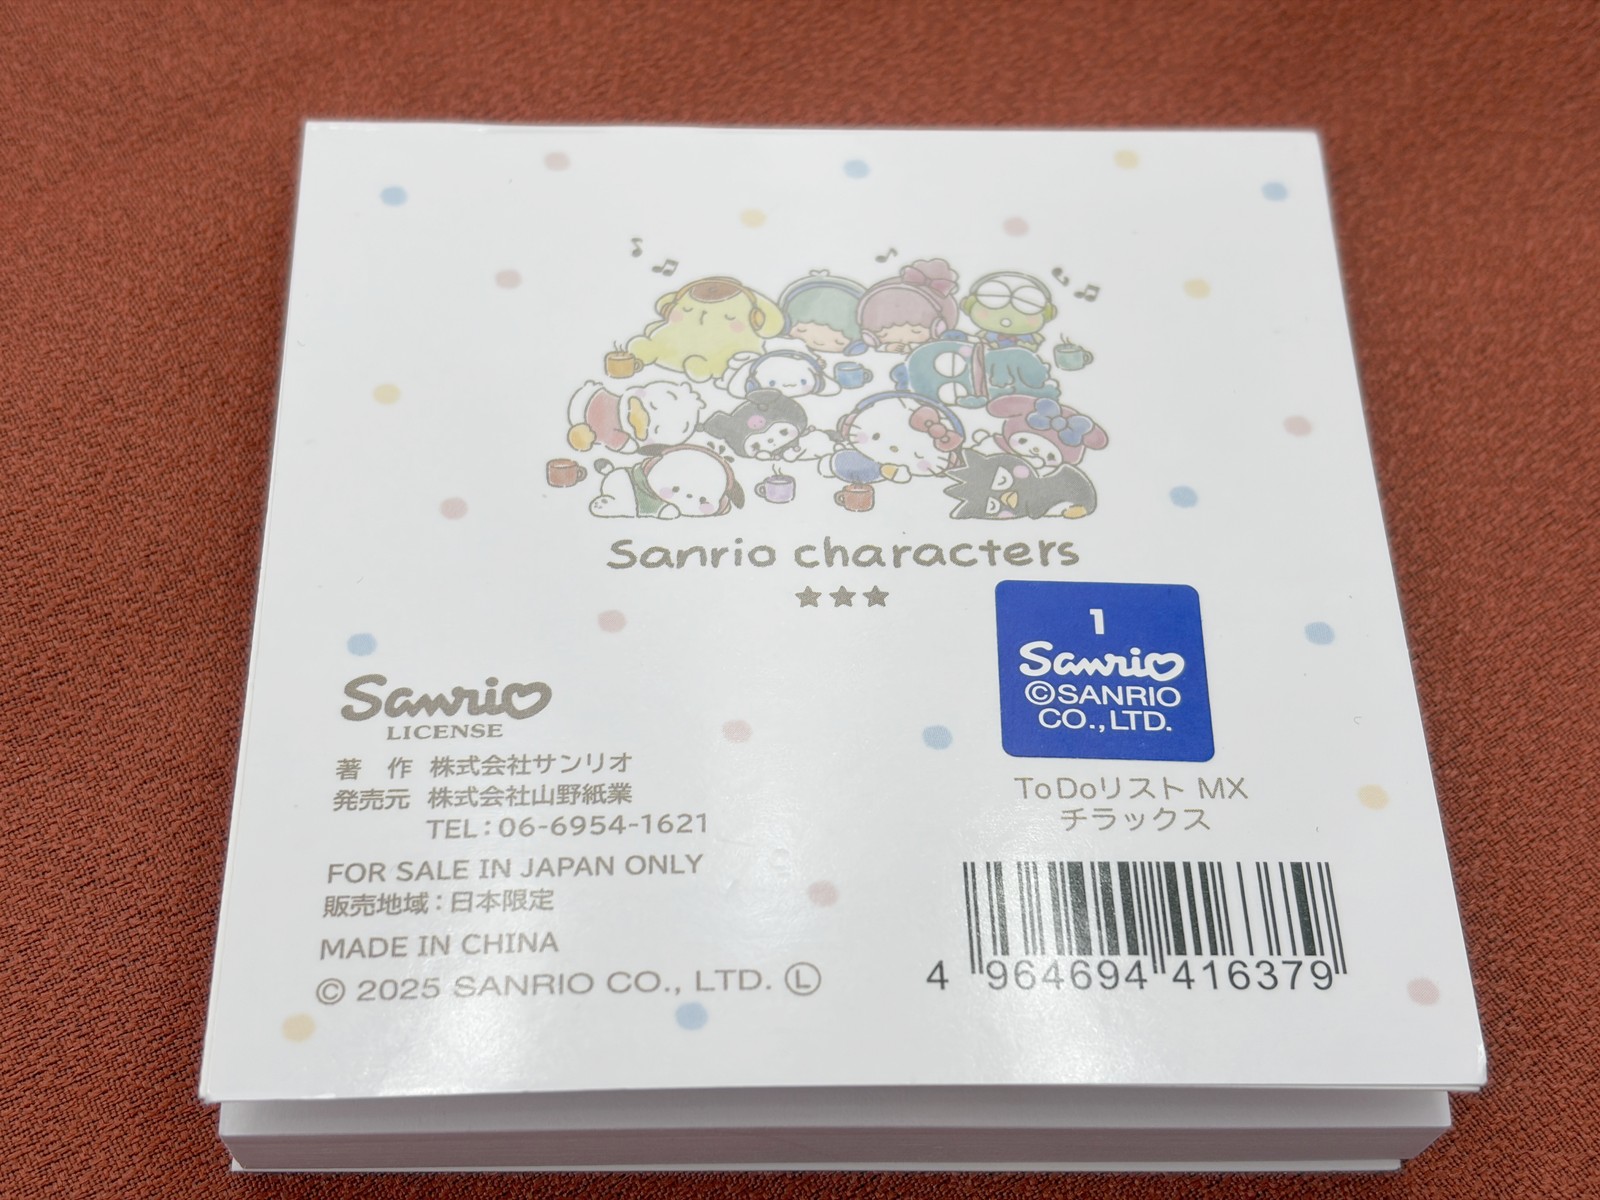 Sanrio characters
Sanrio
LICENSE
著 作 株式会社サンリオ
発売元 株式会社山野紙業
TEL:06-6954-1621
FOR SALE IN JAPAN ONLY
販売地域:日本限定
MADE IN CHINA
© 2025 SANRIO CO., LTD. Ⓛ
1
Sanrio
©SANRIO
CO.,LTD.
ToDoリスト MX
チラックス
4 964694 416379